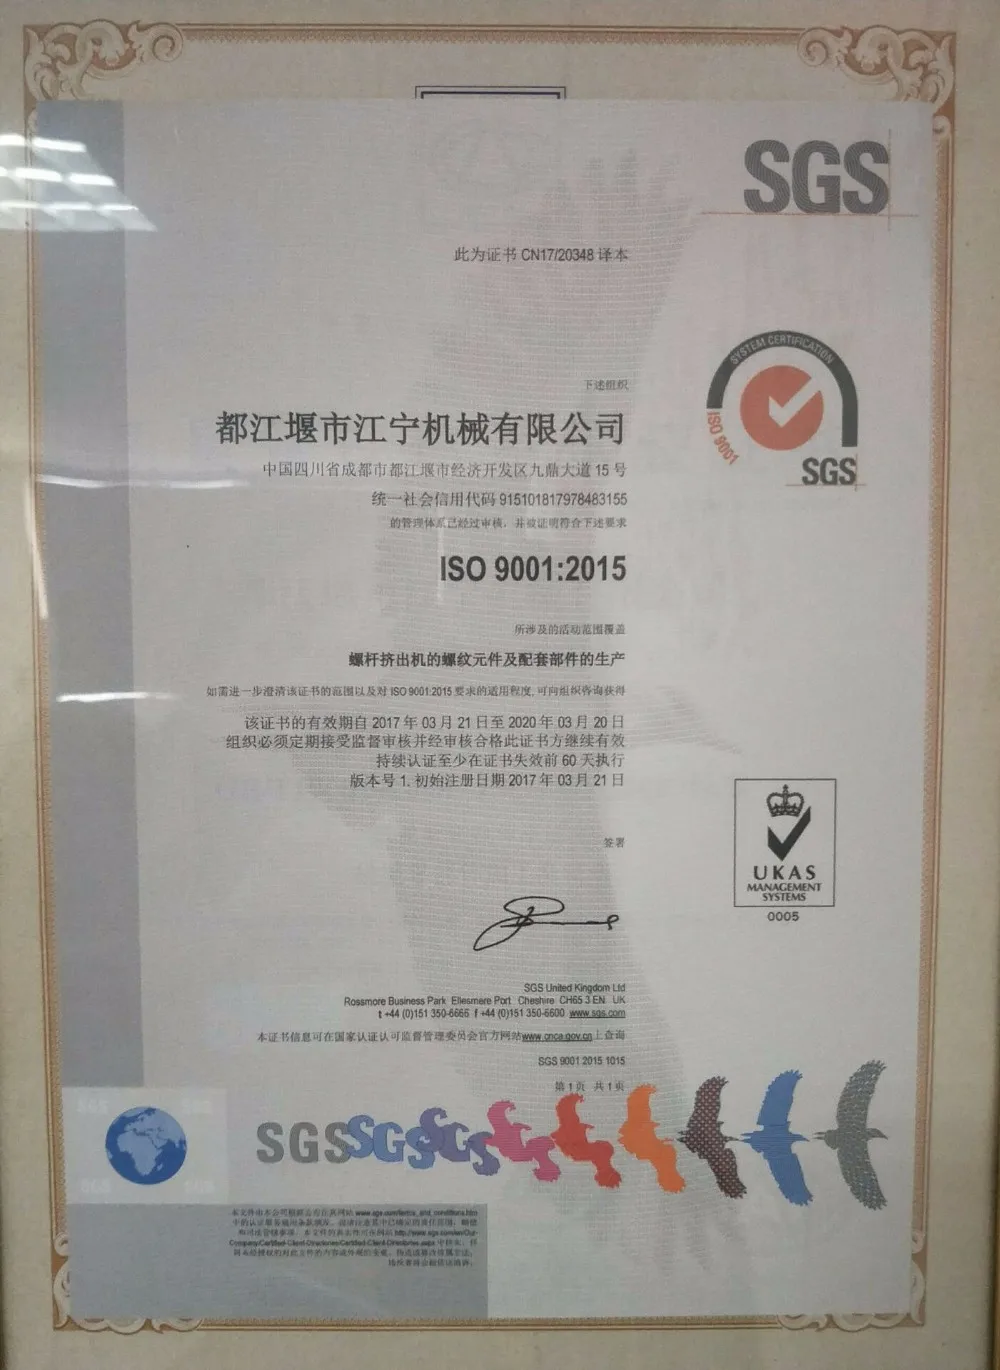 SGS
此为证书 CN17/20348 译本
SYSTEM CERTIFICATION
ISO 9001
SGS
下述组织
都江堰市江宁机械有限公司
中国四川省成都市都江堰市经济开发区九鼎大道 15 号
统一社会信用代码 915101817978483155
的管理体系已经过审核，并被证明符合下述要求
ISO 9001:2015
所涉及的活动范围覆盖
螺杆挤出机的螺纹元件及配套部件的生产
如需进一步澄清该证书的范围以及对 ISO 9001:2015 要求的适用程度, 可向组织咨询获得
该证书的有效期自 2017 年 03 月 21 日至 2020 年 03 月 20 日
组织必须定期接受监督审核并经审核合格此证书方继续有效
持续认证至少在证书失效前 60 天执行
版本号 1. 初始注册日期 2017 年 03 月 21 日
签署
UKAS
MANAGEMENT
SYSTEMS
0005
SGS United Kingdom Ltd
Rossmore Business Park Ellesmere Port Cheshire CH65 3 EN UK
t +44 (0)151 350-6666 f +44 (0)151 350-6600 www.sgs.com
本证书信息可在国家认证认可监督管理委员会官方网站www.cnca.gov.cn上查询
SGS 9001 2015 1015
第 1 页 共 1 页
SGS SGS SGS